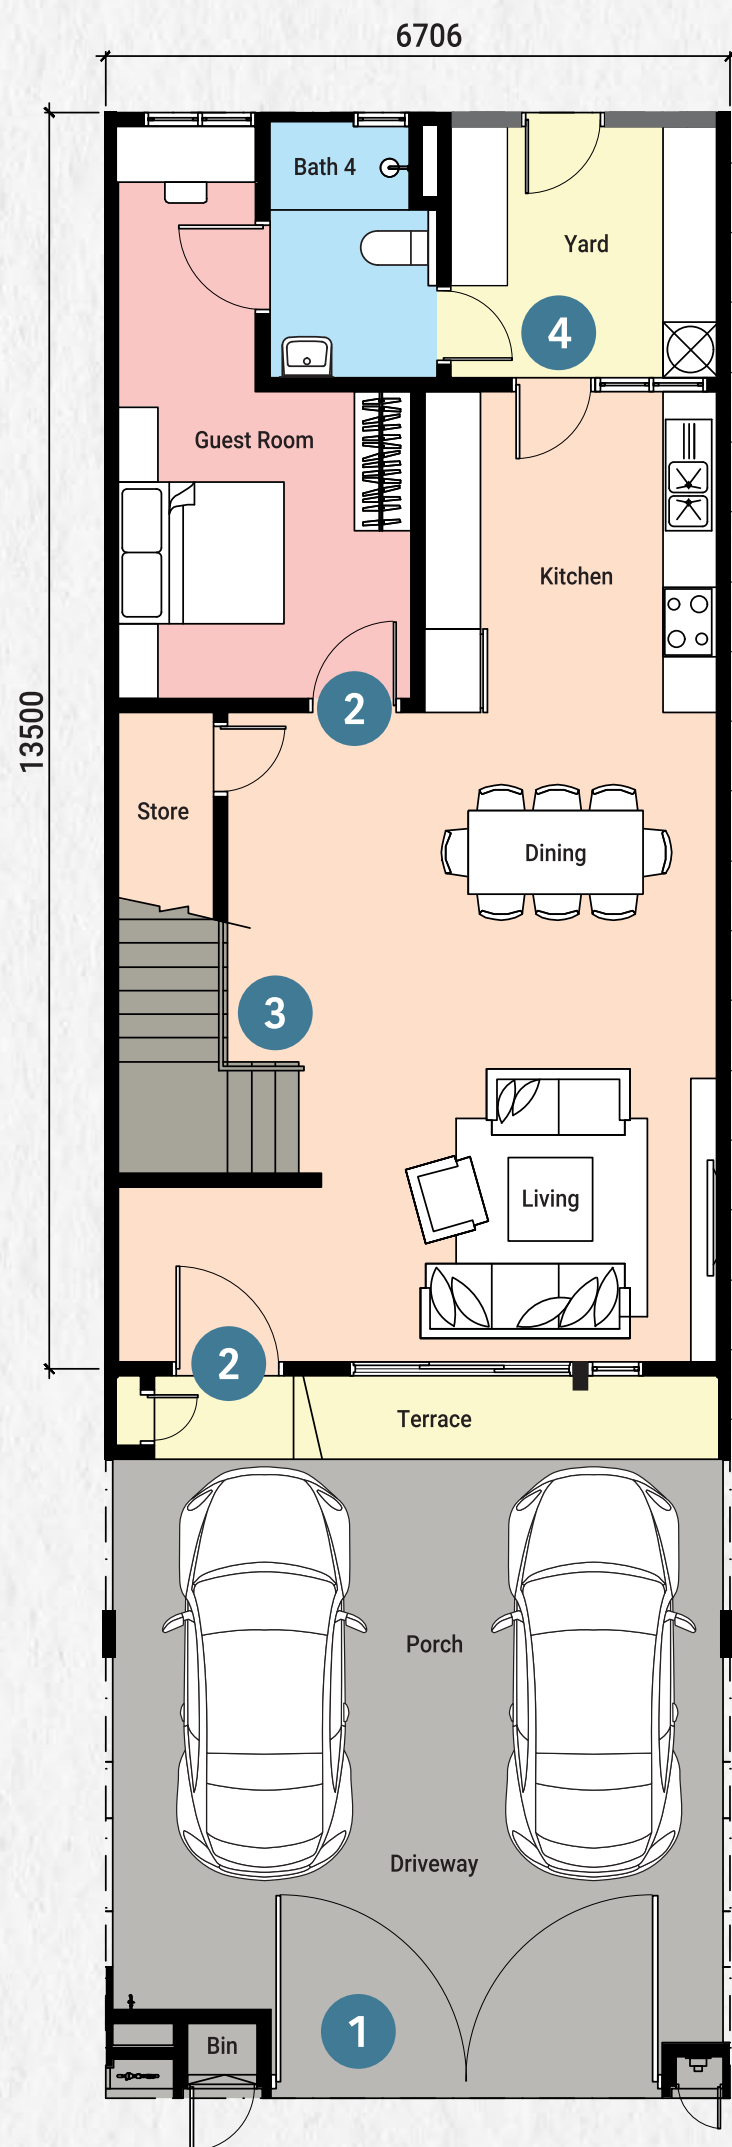 6706
Bath 4
Yard
4
Guest Room
Kitchen
13500
2
Store
Dining
3
Living
2
Terrace
Porch
Driveway
1
Bin